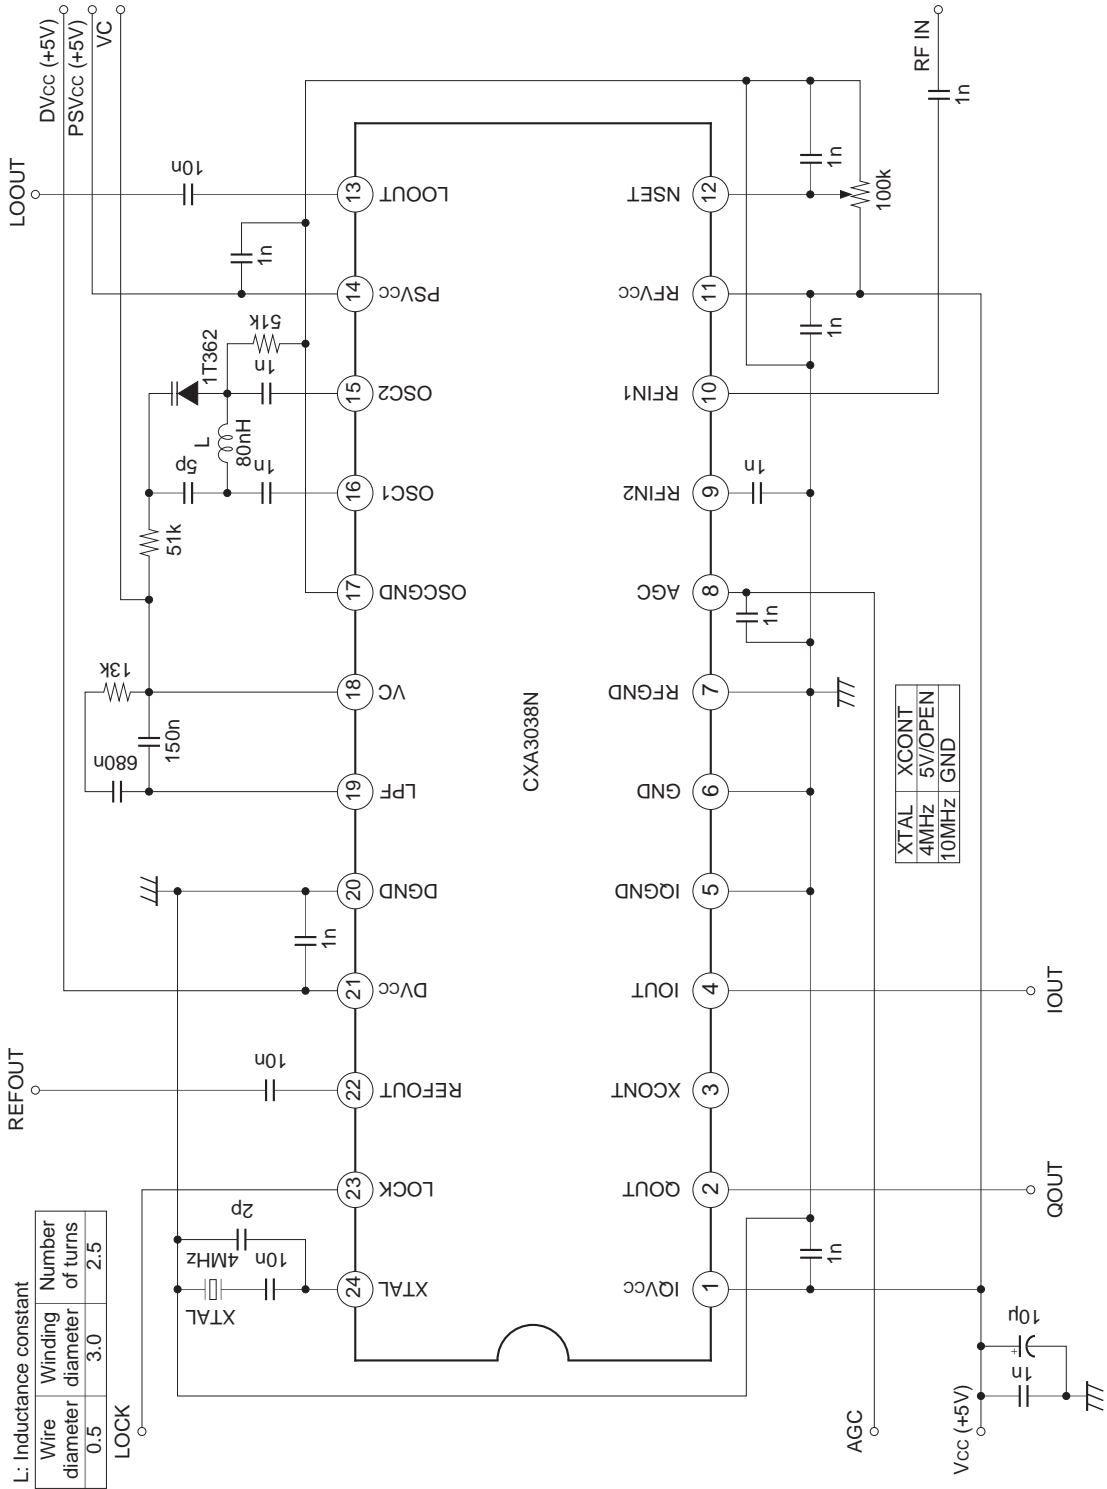 DVcc (+5V)
PSVcc (+5V)
VC
LOOUT
10n
1n
51k
1T362
1n
L
80nH
5p
1n
51k
13k
680n
150n
1n
REFOUT
10n
2p
4MHz
10n
XTAL
LOCK
L: Inductance constant
Wire diameter
Winding diameter
Number of turns
0.5
3.0
2.5
13
LOOUT
14
PSVcc
15
OSC2
16
OSC1
17
OSCGND
18
VC
19
LPF
20
DGND
21
DVcc
22
REFOUT
23
LOCK
24
XTAL
CXA3038N
12
NSET
11
RFVcc
10
RFIN1
9
RFIN2
8
AGC
7
RFGND
6
GND
5
IQGND
4
IOUT
3
XCONT
2
QOUT
1
IQVcc
RF IN
1n
1n
100k
1n
1n
1n
XTAL XCONT
4MHz 5V/OPEN
10MHz GND
IOUT
QOUT
1n
10µ
+
1n
AGC
Vcc (+5V)